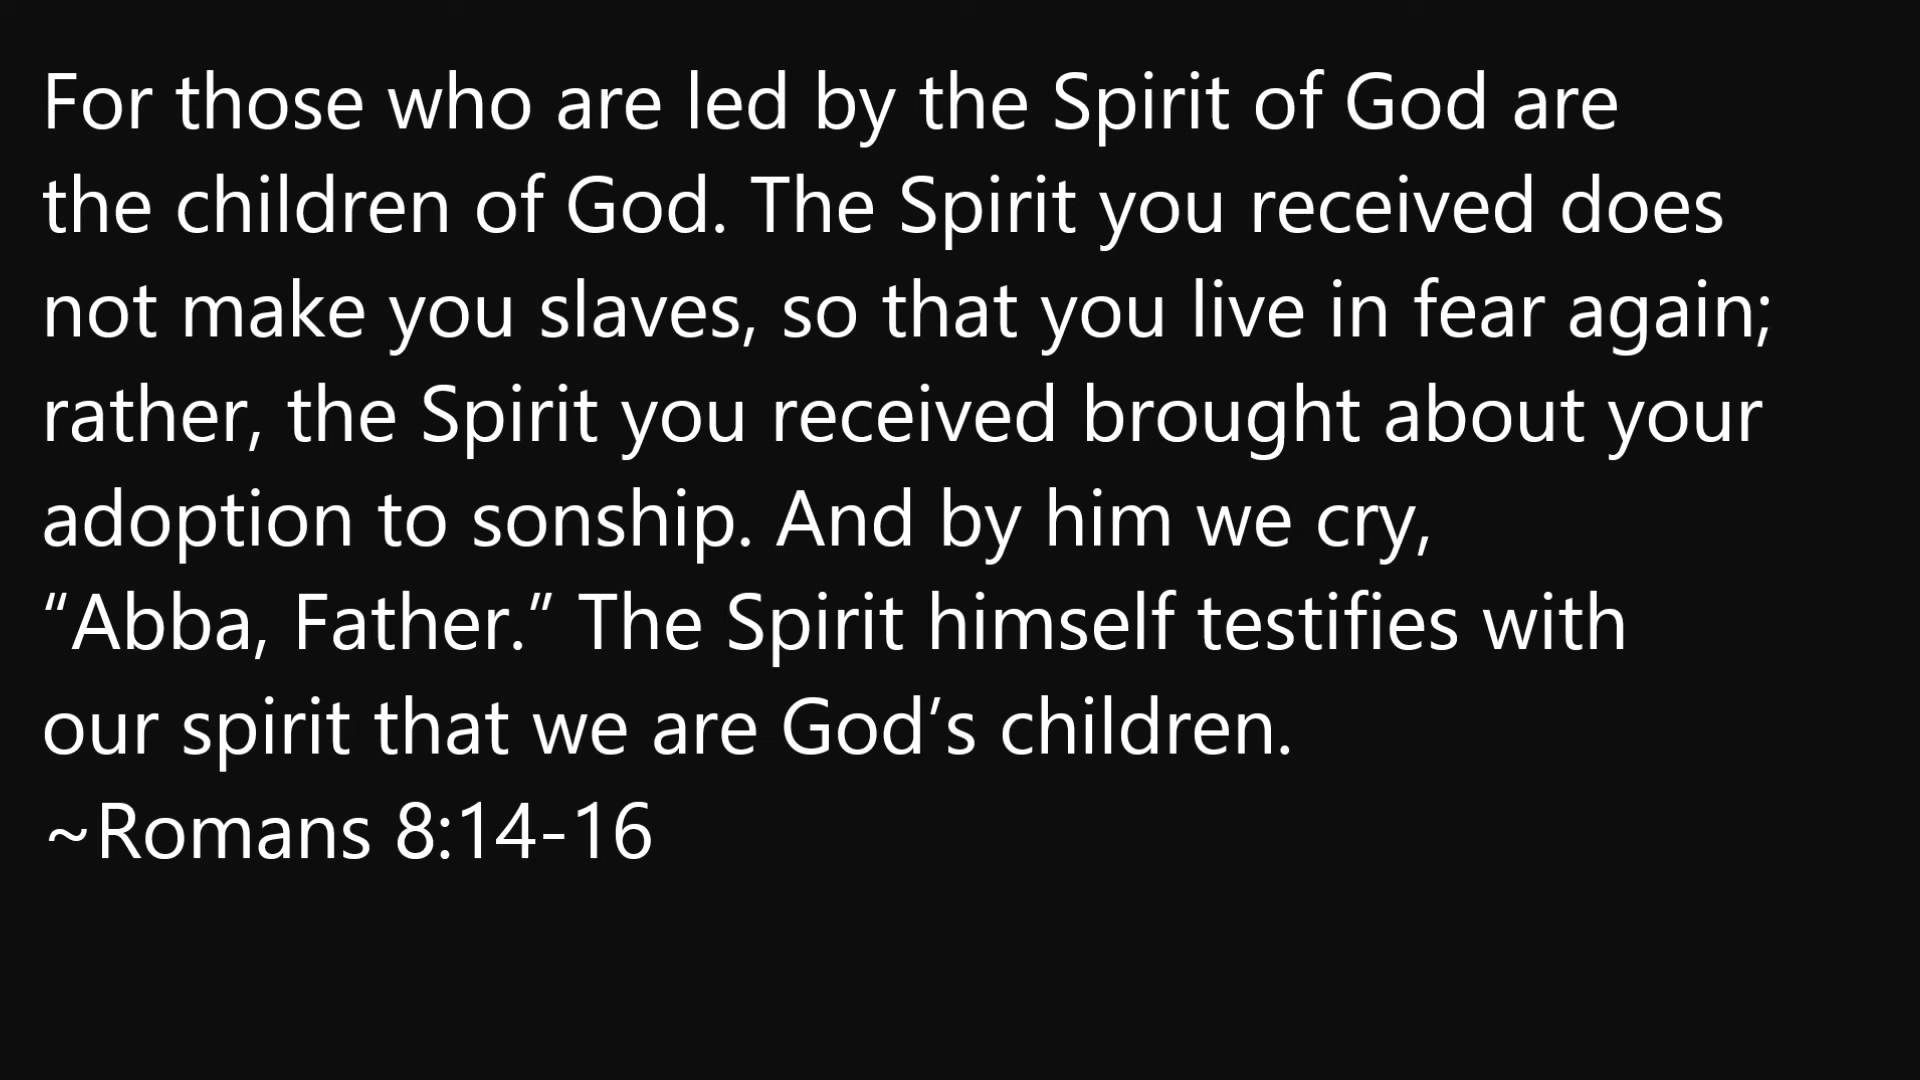 For those who are led by the Spirit of God are
the children of God. The Spirit you received does
not make you slaves, so that you live in fear again;
rather, the Spirit you received brought about your
adoption to sonship. And by him we cry,
“Abba, Father.” The Spirit himself testifies with
our spirit that we are God’s children.
~Romans 8:14-16